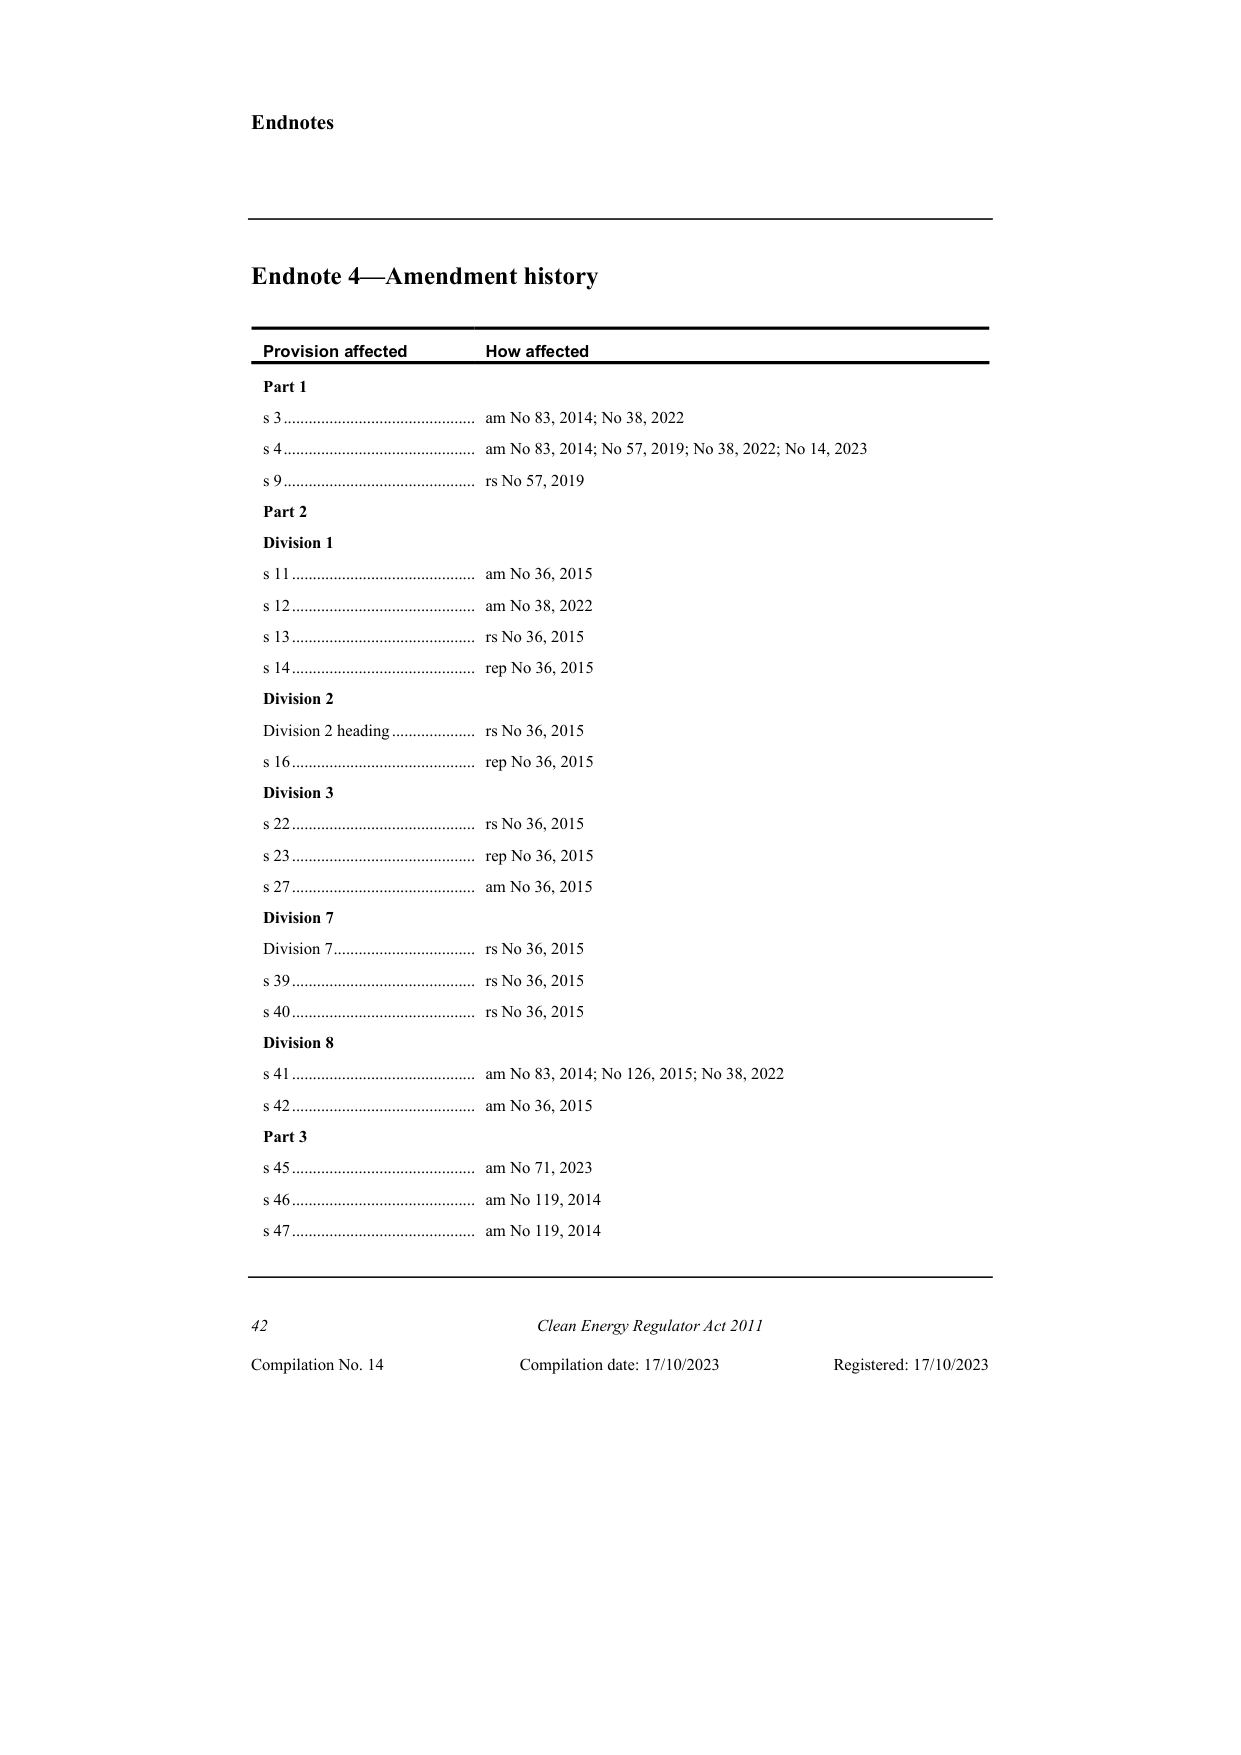 Endnotes
Endnote 4—Amendment history
Provision affected How affected
Part 1
s 3.............................................. am No 83, 2014; No 38, 2022
s 4.............................................. am No 83, 2014; No 57, 2019; No 38, 2022; No 14, 2023
s 9.............................................. rs No 57, 2019
Part 2
Division 1
s 11............................................ am No 36, 2015
s 12............................................ am No 38, 2022
s 13............................................ rs No 36, 2015
s 14............................................ rep No 36, 2015
Division 2
Division 2 heading.................... rs No 36, 2015
s 16............................................ rep No 36, 2015
Division 3
s 22............................................ rs No 36, 2015
s 23............................................ rep No 36, 2015
s 27............................................ am No 36, 2015
Division 7
Division 7.................................. rs No 36, 2015
s 39............................................ rs No 36, 2015
s 40............................................ rs No 36, 2015
Division 8
s 41............................................ am No 83, 2014; No 126, 2015; No 38, 2022
s 42............................................ am No 36, 2015
Part 3
s 45............................................ am No 71, 2023
s 46............................................ am No 119, 2014
s 47............................................ am No 119, 2014
42 Clean Energy Regulator Act 2011
Compilation No. 14 Compilation date: 17/10/2023 Registered: 17/10/2023